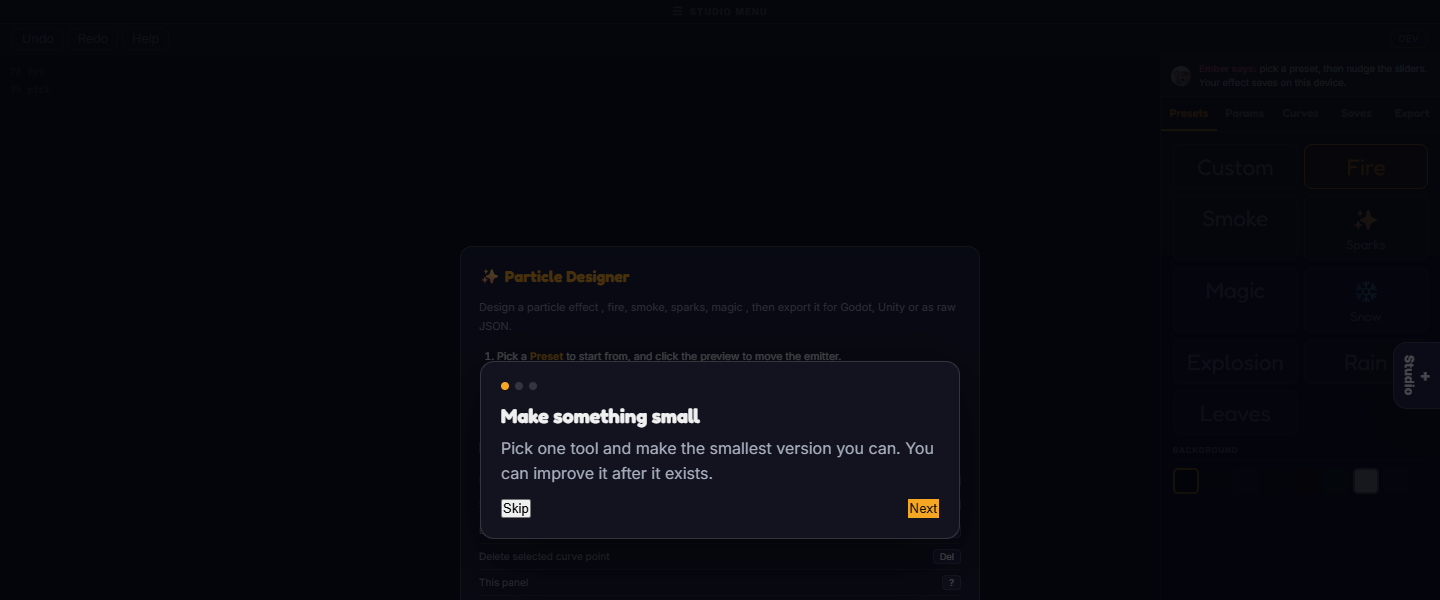 ☰ STUDIO MENU
Undo Redo Help
Ember says: pick a preset, then nudge the sliders.
Your effect saves on this device.
Presets Params Curves Saves Export
Custom Fire
Smoke
Sparks
Magic
Snow
Explosion Rain
Leaves
BACKGROUND
+ Studio
Particle Designer
Design a particle effect , fire, smoke, sparks, magic , then export it for Godot, Unity or as raw
JSON.
1. Pick a Preset to start from, and click the preview to move the emitter.
Make something small
Pick one tool and make the smallest version you can. You
can improve it after it exists.
Skip Next
Delete selected curve point Del
This panel ?